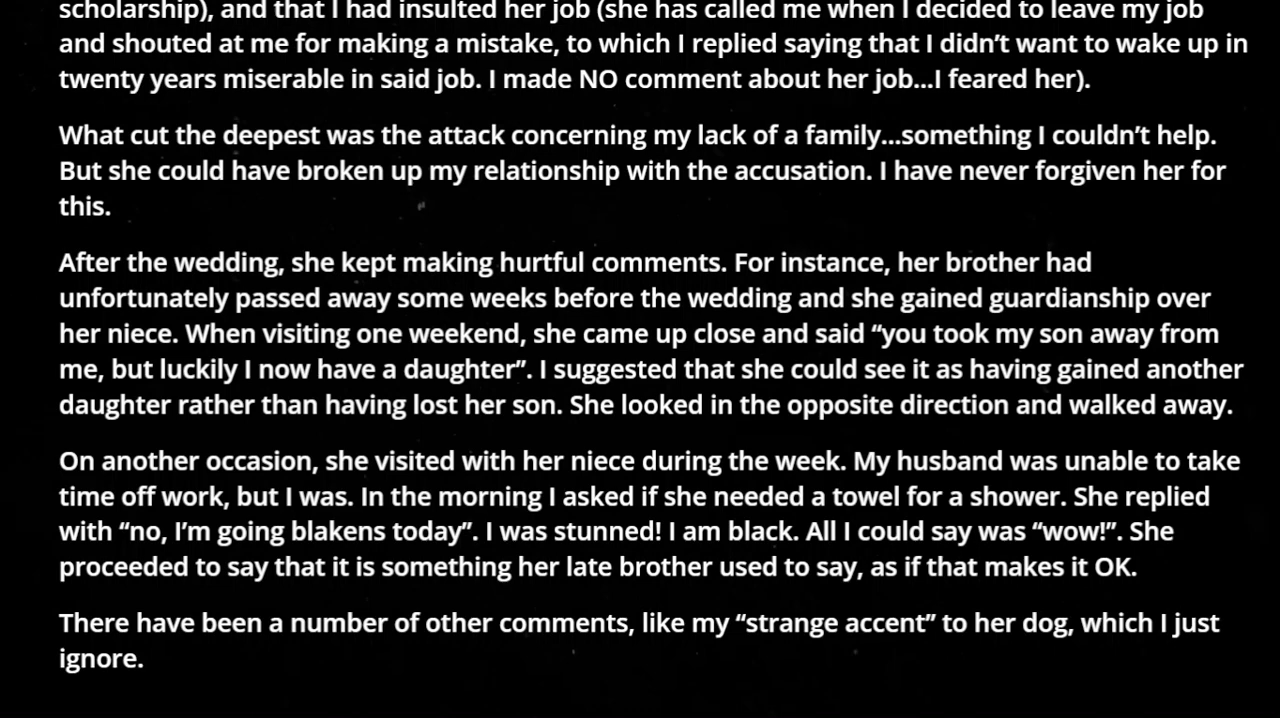 scholarship), and that I had insulted her job (she has called me when I decided to leave my job
and shouted at me for making a mistake, to which I replied saying that I didn’t want to wake up in
twenty years miserable in said job. I made NO comment about her job...I feared her).
What cut the deepest was the attack concerning my lack of a family...something I couldn’t help.
But she could have broken up my relationship with the accusation. I have never forgiven her for
this.
After the wedding, she kept making hurtful comments. For instance, her brother had
unfortunately passed away some weeks before the wedding and she gained guardianship over
her niece. When visiting one weekend, she came up close and said “you took my son away from
me, but luckily I now have a daughter”. I suggested that she could see it as having gained another
daughter rather than having lost her son. She looked in the opposite direction and walked away.
On another occasion, she visited with her niece during the week. My husband was unable to take
time off work, but I was. In the morning I asked if she needed a towel for a shower. She replied
with “no, I’m going blakens today”. I was stunned! I am black. All I could say was “wow!”. She
proceeded to say that it is something her late brother used to say, as if that makes it OK.
There have been a number of other comments, like my “strange accent” to her dog, which I just
ignore.